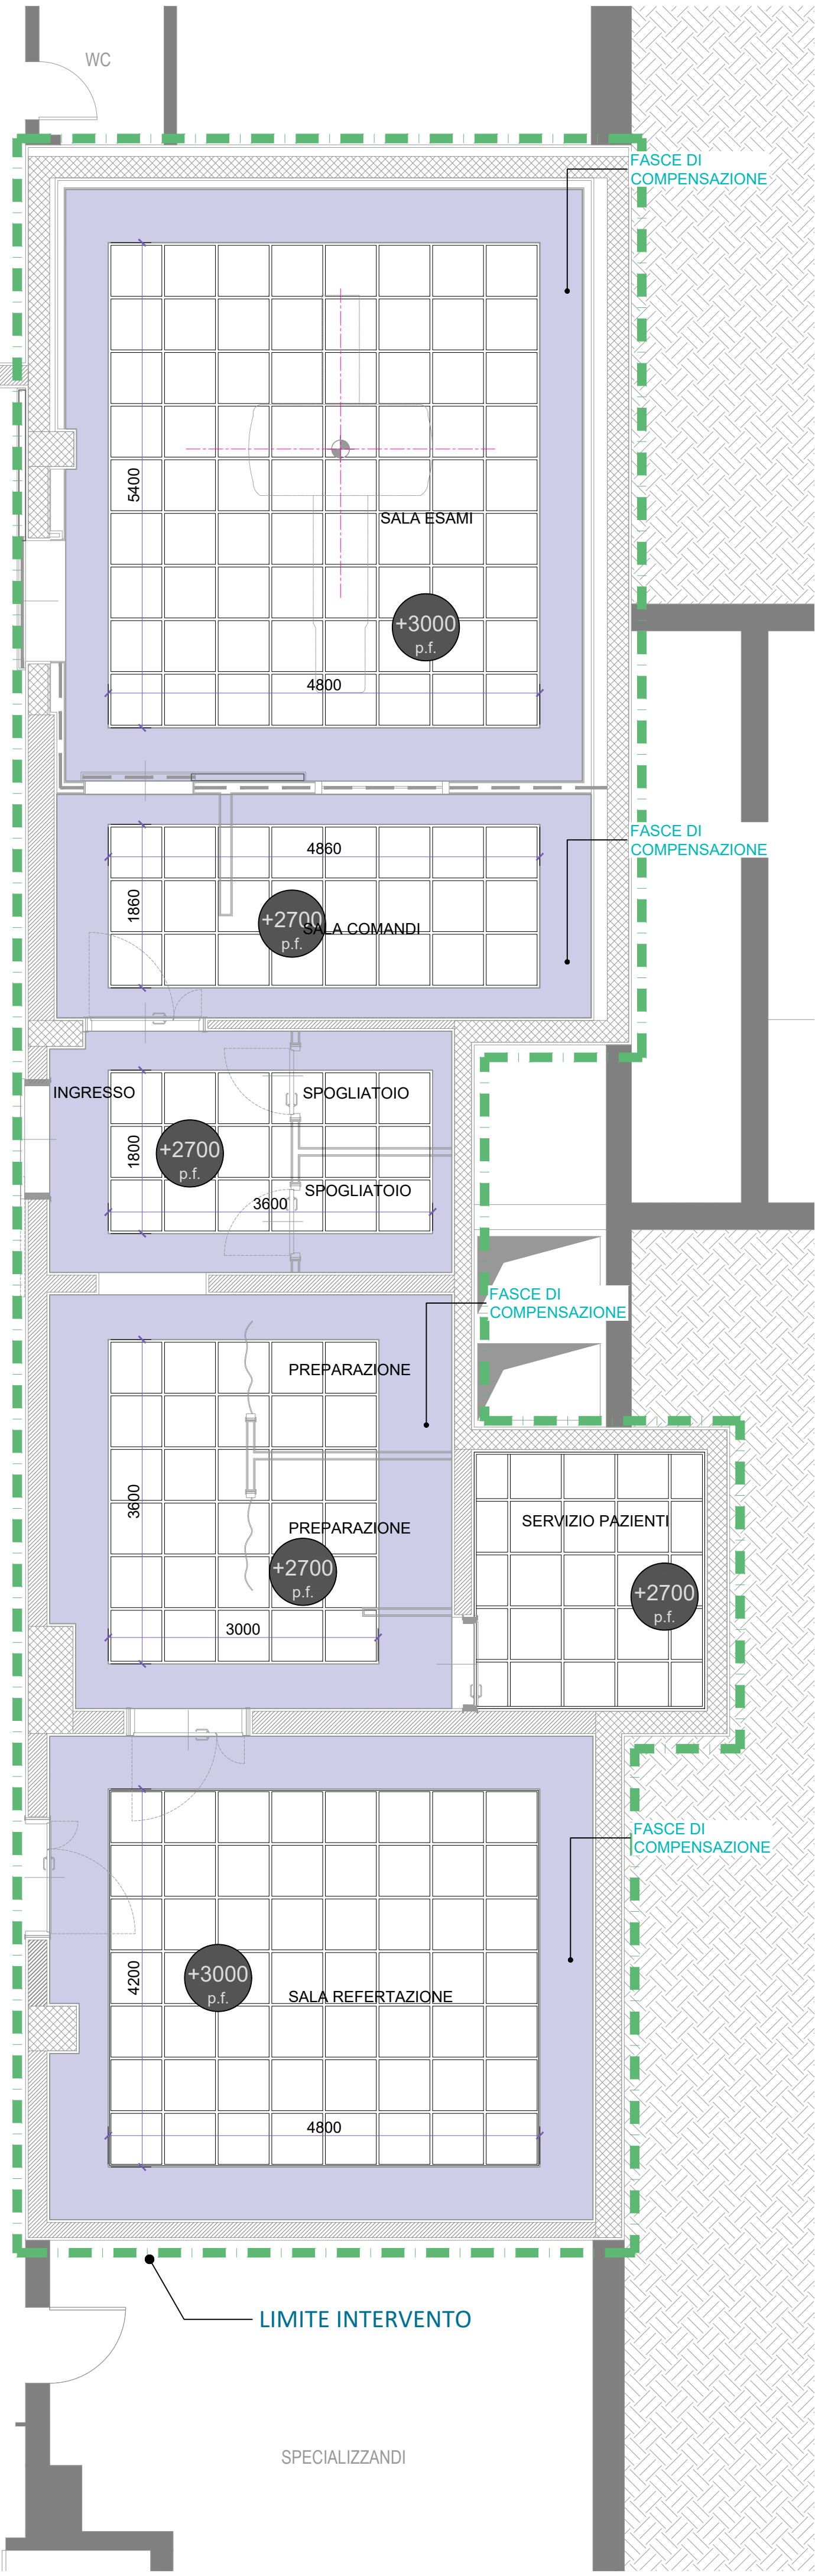 WC
FASCE DI
COMPENSAZIONE
5400
SALA ESAMI
+3000
p.f.
4800
FASCE DI
COMPENSAZIONE
4860
1860
+2700
p.f.
SALA COMANDI
INGRESSO
SPOGLIATOIO
1800
+2700
p.f.
SPOGLIATOIO
3600
FASCE DI
COMPENSAZIONE
PREPARAZIONE
3600
PREPARAZIONE
SERVIZIO PAZIENTI
+2700
p.f.
+2700
p.f.
3000
FASCE DI
COMPENSAZIONE
4200
+3000
p.f.
SALA REFERTAZIONE
4800
LIMITE INTERVENTO
SPECIALIZZANDI